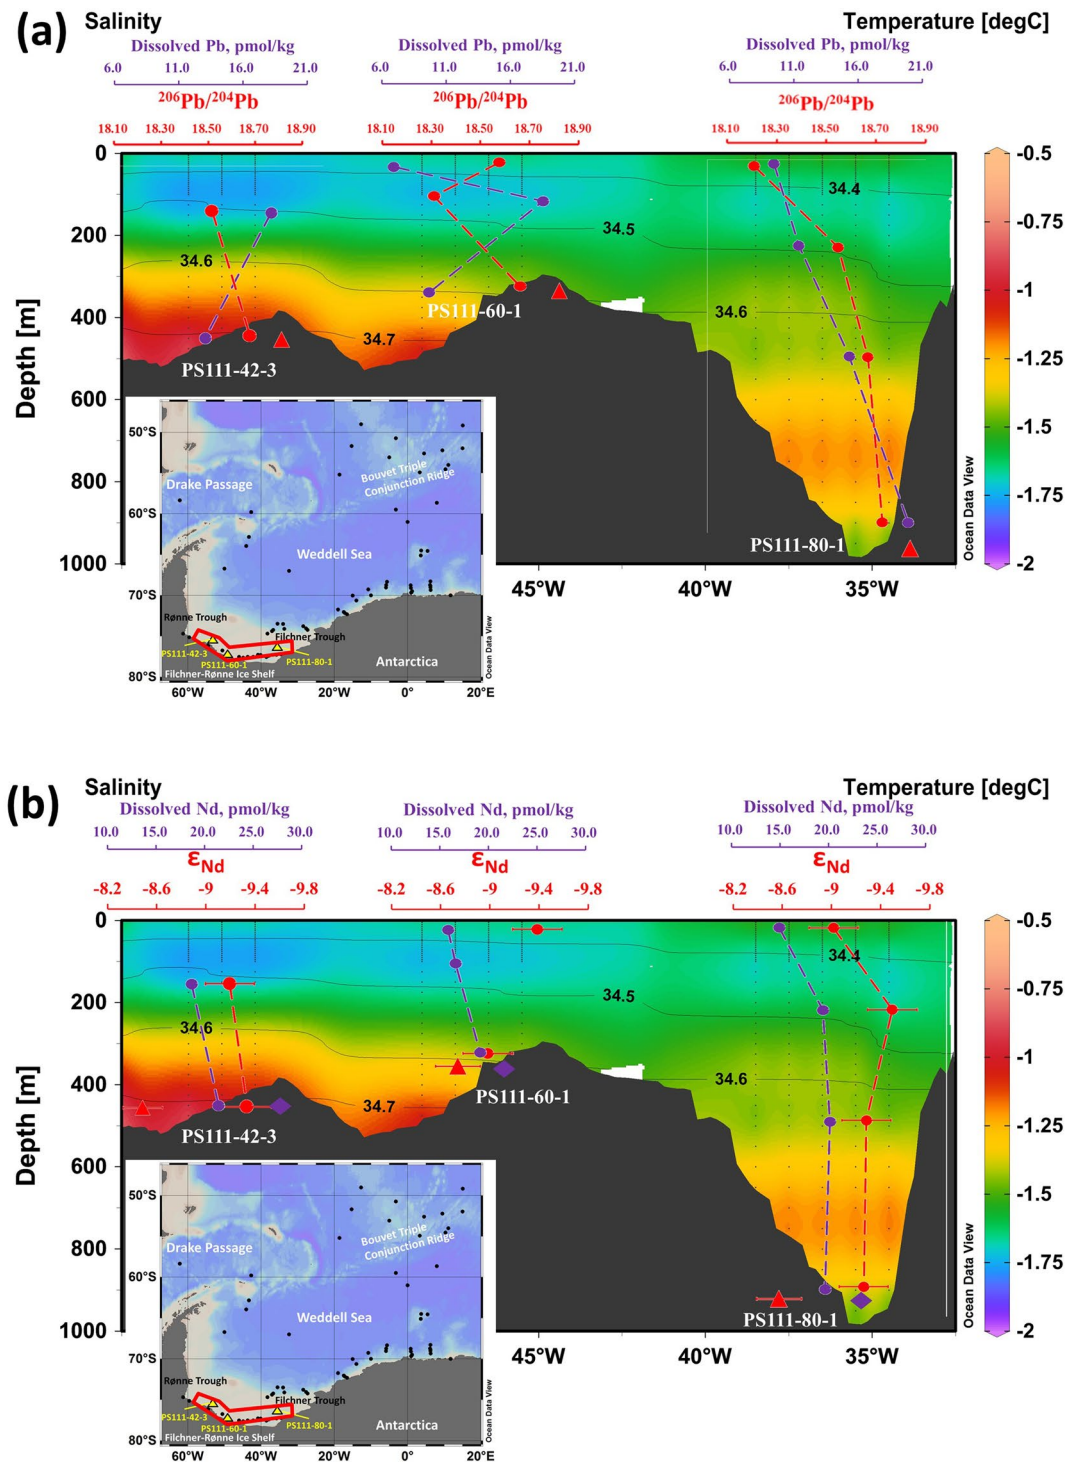 (a)
Salinity
Temperature [degC]
Dissolved Pb, pmol/kg
Dissolved Pb, pmol/kg
Dissolved Pb, pmol/kg
6.0 11.0 16.0 21.0
6.0 11.0 16.0 21.0
6.0 11.0 16.0 21.0
206Pb/204Pb
206Pb/204Pb
206Pb/204Pb
18.10 18.30 18.50 18.70 18.90
18.10 18.30 18.50 18.70 18.90
18.10 18.30 18.50 18.70 18.90
Depth [m]
0
200
400
600
800
1000
34.4
34.5
34.6
34.6
34.7
PS111-60-1
PS111-42-3
PS111-80-1
45°W 40°W 35°W
Ocean Data View
-0.5
-0.75
-1
-1.25
-1.5
-1.75
-2
50°S
60°S
70°S
80°S
Bouvet Triple
Conjunction Ridge
Drake Passage
Weddell Sea
Rønne Trough
Filchner Trough
PS111-42-3
PS111-60-1
PS111-80-1
Filchner-Rønne Ice Shelf
Antarctica
Ocean Data View
60°W 40°W 20°W 0° 20°E
(b)
Salinity
Temperature [degC]
Dissolved Nd, pmol/kg
Dissolved Nd, pmol/kg
Dissolved Nd, pmol/kg
10.0 15.0 20.0 25.0 30.0
10.0 15.0 20.0 25.0 30.0
10.0 15.0 20.0 25.0 30.0
εNd
εNd
εNd
-8.2 -8.6 -9 -9.4 -9.8
-8.2 -8.6 -9 -9.4 -9.8
-8.2 -8.6 -9 -9.4 -9.8
Depth [m]
0
200
400
600
800
1000
34.4
34.5
34.6
34.6
34.7
PS111-60-1
PS111-42-3
PS111-80-1
45°W 40°W 35°W
Ocean Data View
-0.5
-0.75
-1
-1.25
-1.5
-1.75
-2
50°S
60°S
70°S
80°S
Bouvet Triple
Conjunction Ridge
Drake Passage
Weddell Sea
Rønne Trough
Filchner Trough
PS111-42-3
PS111-60-1
PS111-80-1
Filchner-Rønne Ice Shelf
Antarctica
Ocean Data View
60°W 40°W 20°W 0° 20°E